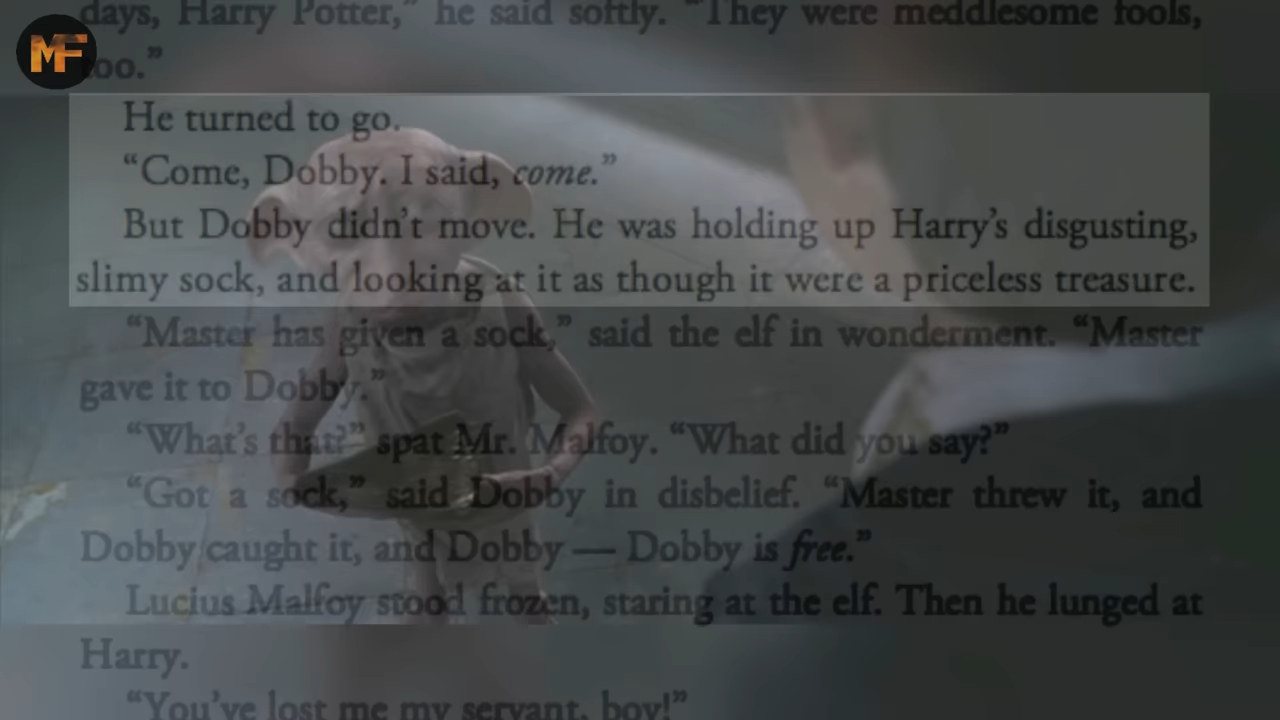 days, Harry Potter,” he said softly. “They were meddlesome fools,
MF
too.”
He turned to go.
“Come, Dobby. I said, come.”
But Dobby didn’t move. He was holding up Harry’s disgusting,
slimy sock, and looking at it as though it were a priceless treasure.
“Master has given a sock,” said the elf in wonderment. “Master
gave it to Dobby.”
“What’s that?” spat Mr. Malfoy. “What did you say?”
“Got a sock,” said Dobby in disbelief. “Master threw it, and
Dobby caught it, and Dobby — Dobby is free.”
Lucius Malfoy stood frozen, staring at the elf. Then he lunged at
Harry.
“You’ve lost me my servant, boy!”